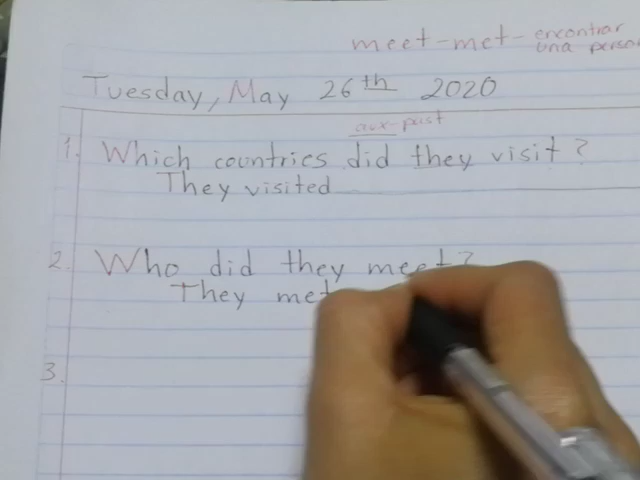 meet-met-encontrar
una persona
Tuesday, May 26th 2020
aux-past
1. Which countries did they visit?
They visited
2. Who did they meet?
They met
3.